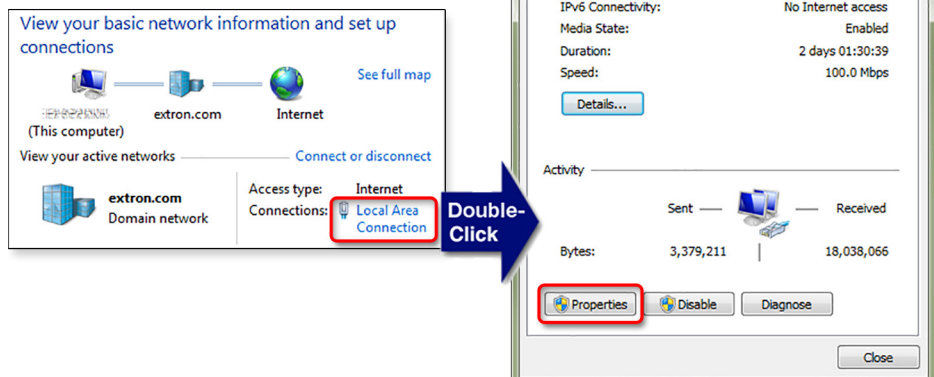 View your basic network information and set up
connections
See full map
extron.com
Internet
(This computer)
View your active networks
Connect or disconnect
extron.com
Domain network
Access type:
Internet
Connections:
Local Area
Connection
Double-
Click
IPv6 Connectivity:
No Internet access
Media State:
Enabled
Duration:
2 days 01:30:39
Speed:
100.0 Mbps
Details...
Activity
Sent
Received
Bytes:
3,379,211
18,038,066
Properties
Disable
Diagnose
Close